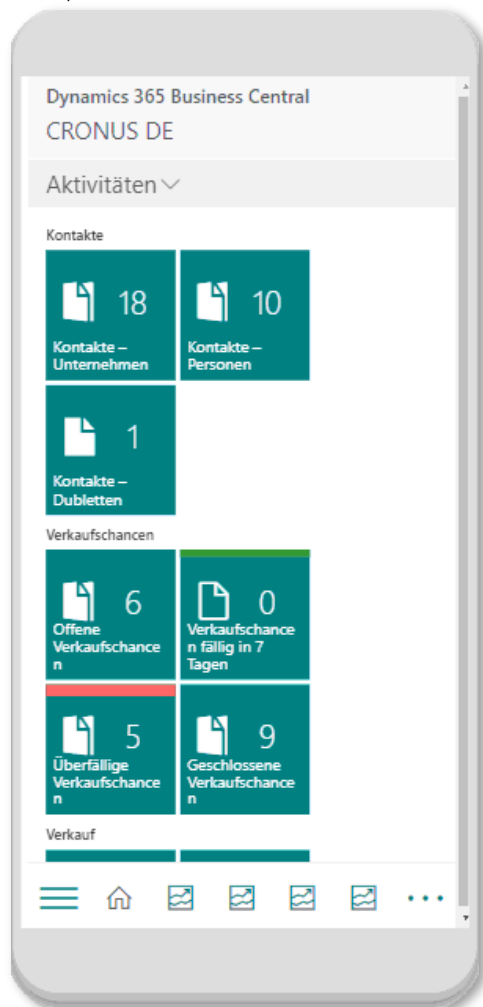 Dynamics 365 Business Central
CRONUS DE
Aktivitäten
Kontakte
18
Kontakte –
Unternehmen
10
Kontakte –
Personen
1
Kontakte –
Dubletten
Verkaufschancen
6
Offene
Verkaufschance
n
0
Verkaufschance
n fällig in 7
Tagen
5
Überfällige
Verkaufschance
n
9
Geschlossene
Verkaufschance
n
Verkauf